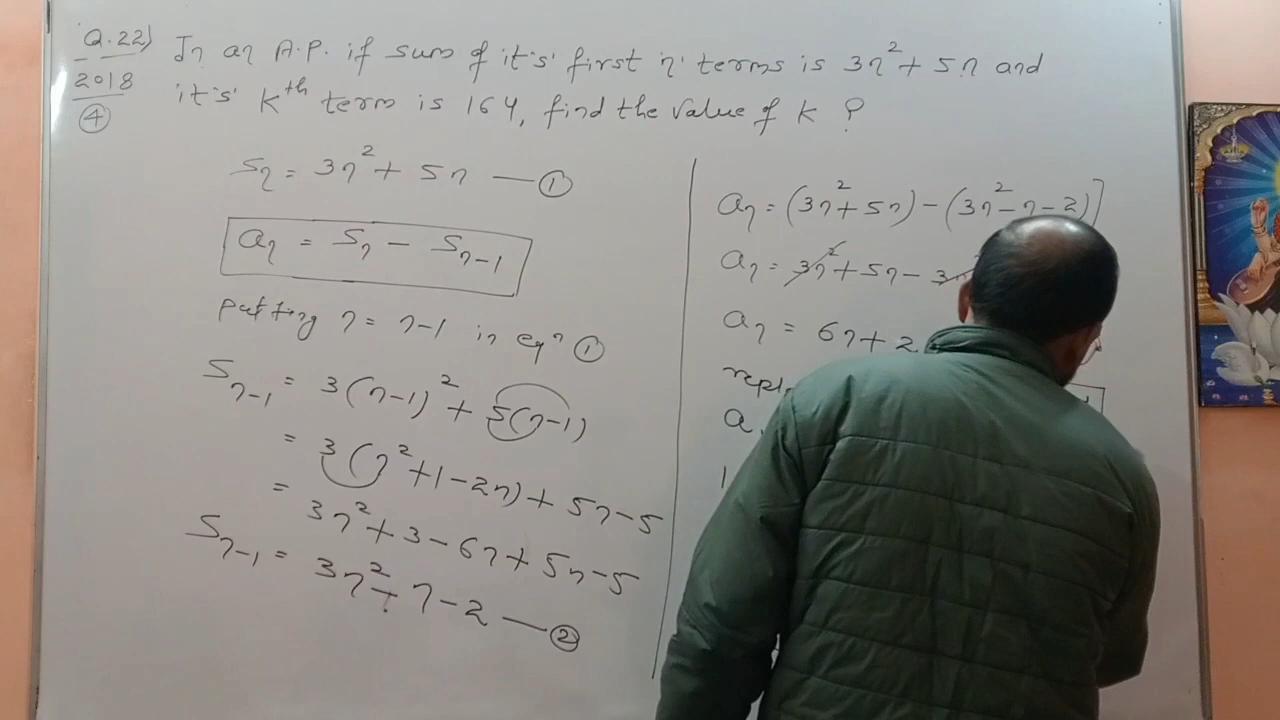 Q.22) In an A.P. if sum of it's' first 'n' terms is 3n² + 5n and
2018 it's' kth term is 164, find the value of k ?
④
Sn = 3n² + 5n — ①
an = Sn - Sn-1
putting n = n-1 in eqn ①
Sn-1 = 3(n-1)² + 5(n-1)
= 3(n² + 1 - 2n) + 5n - 5
= 3n² + 3 - 6n + 5n - 5
Sn-1 = 3n² - n - 2 — ②
an = (3n² + 5n) - (3n² - n - 2)]
an = 3n² + 5n - 3n
an = 6n + 2
a